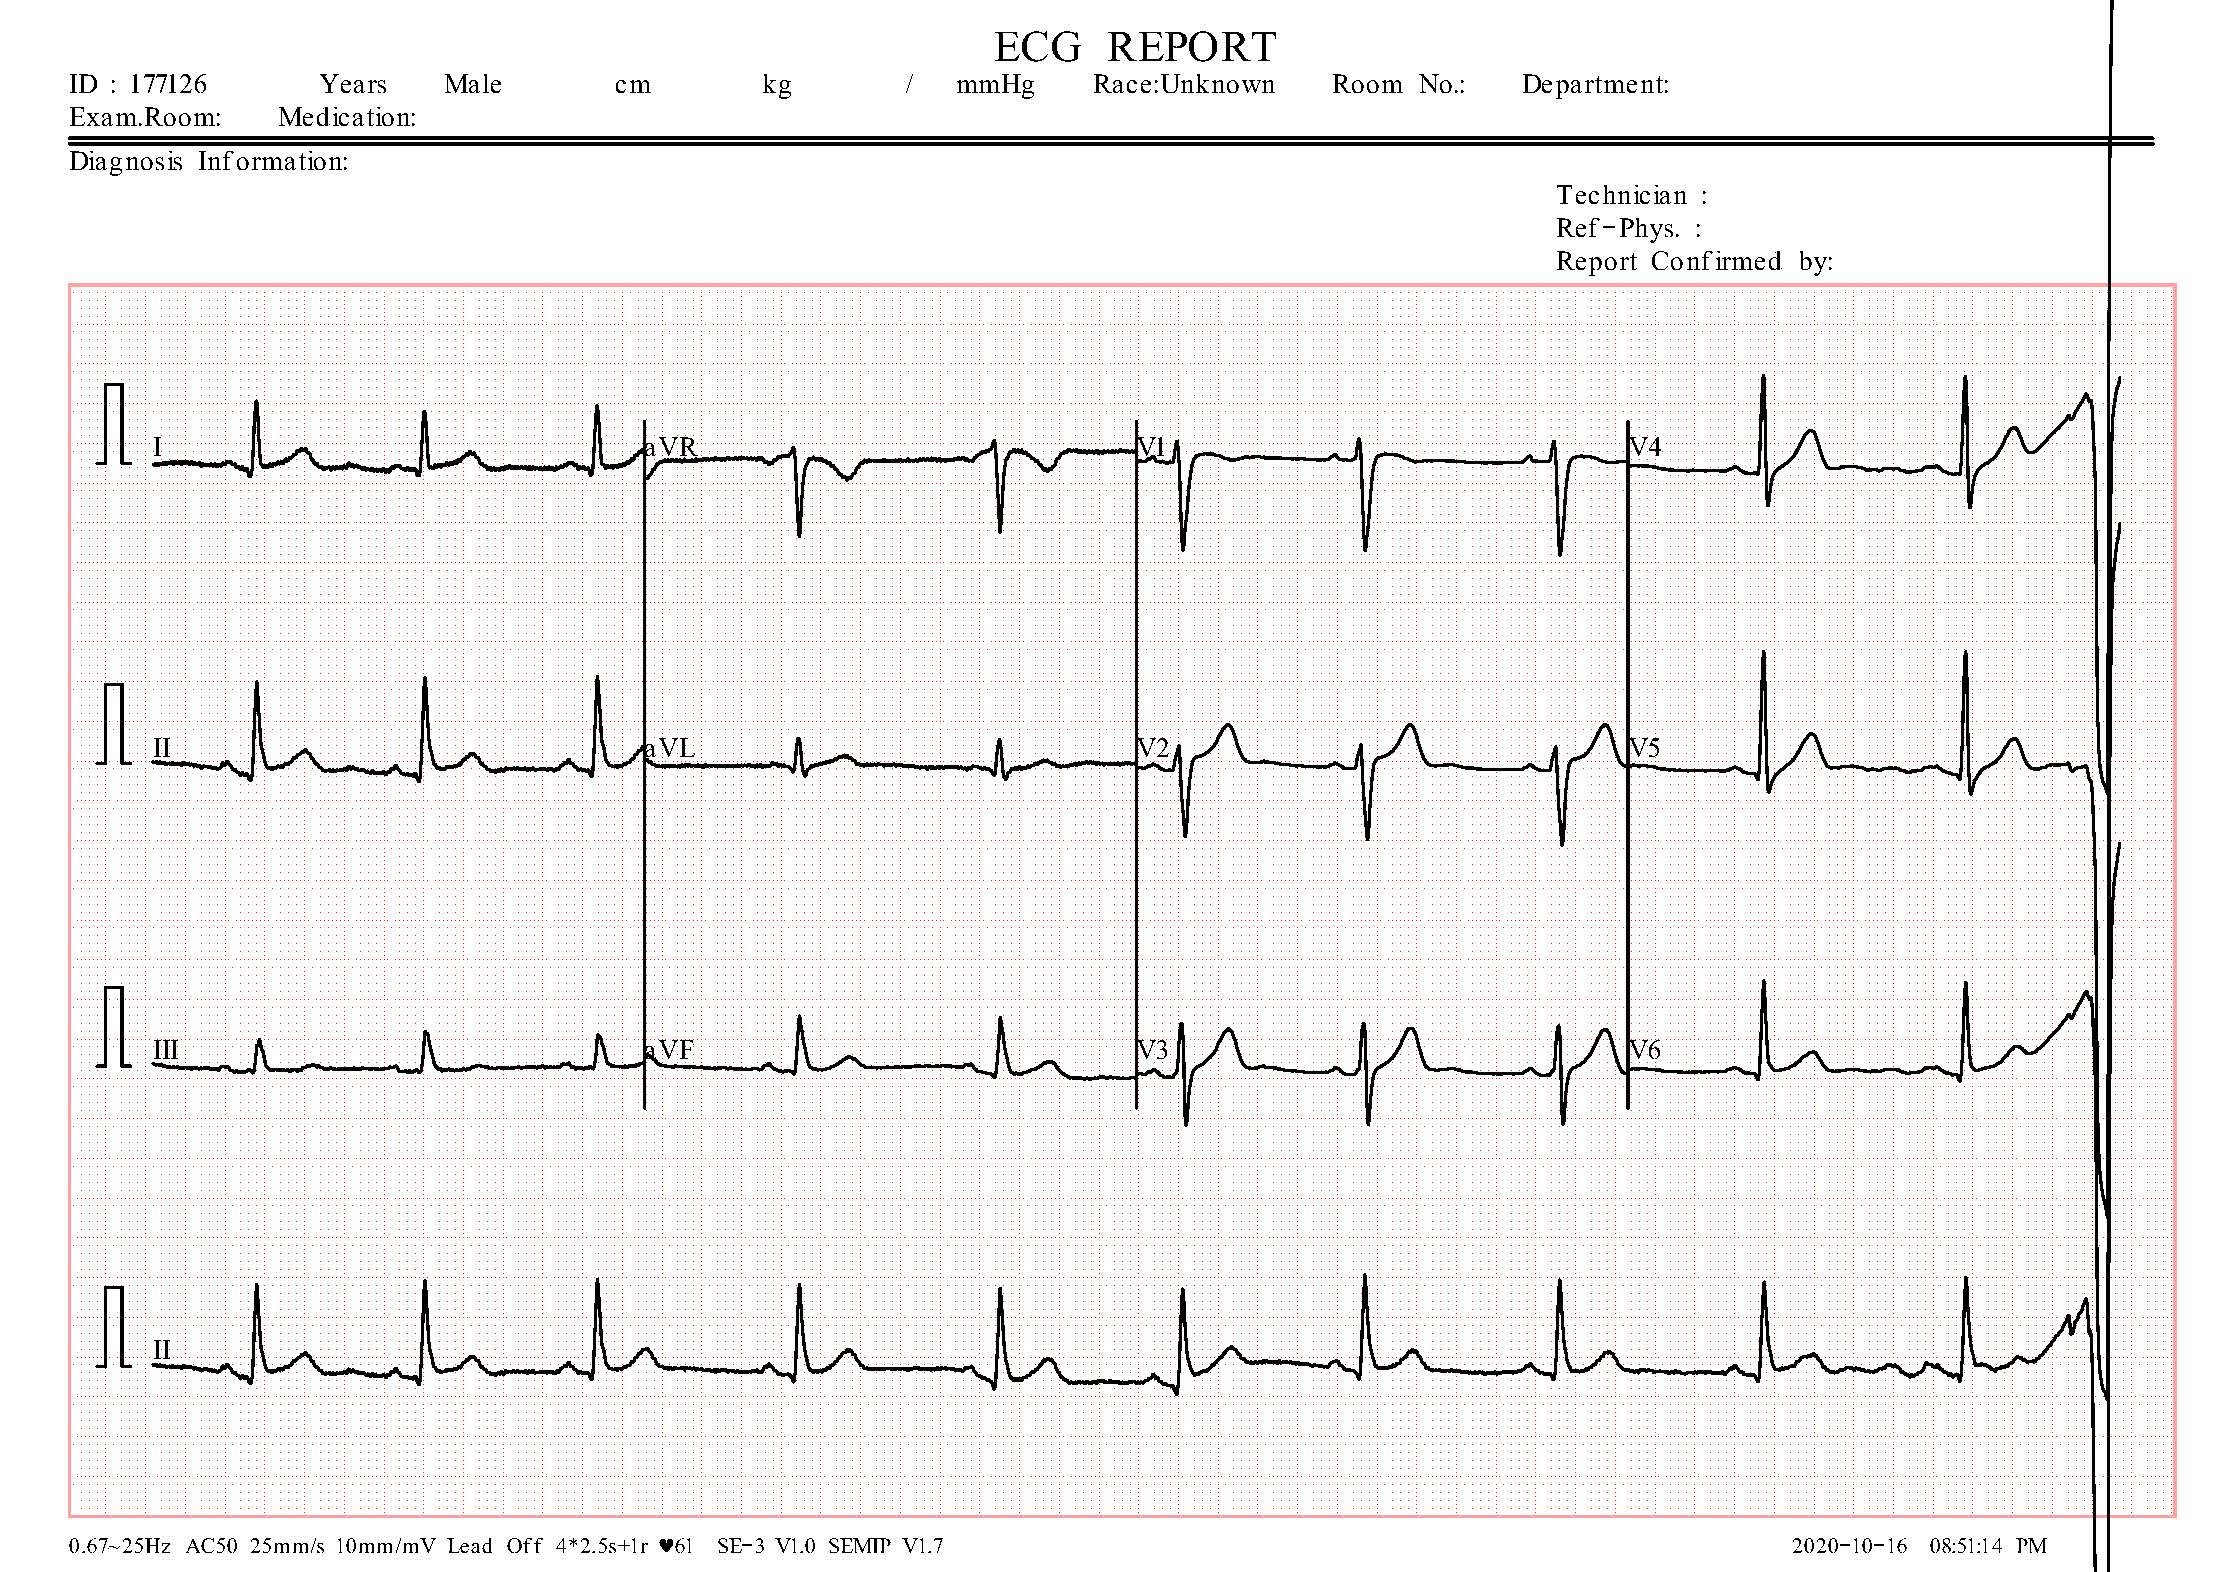 ECG REPORT
ID : 177126 Years Male cm kg / mmHg Race:Unknown Room No.: Department:
Exam.Room: Medication:
Diagnosis Information:
Technician :
Ref-Phys. :
Report Confirmed by:
I aVR V1 V4
II aVL V2 V5
III aVF V3 V6
II
0.67~25Hz AC50 25mm/s 10mm/mV Lead Off 4*2.5s+1r ♥61 SE-3 V1.0 SEMIP V1.7 2020-10-16 08:51:14 PM